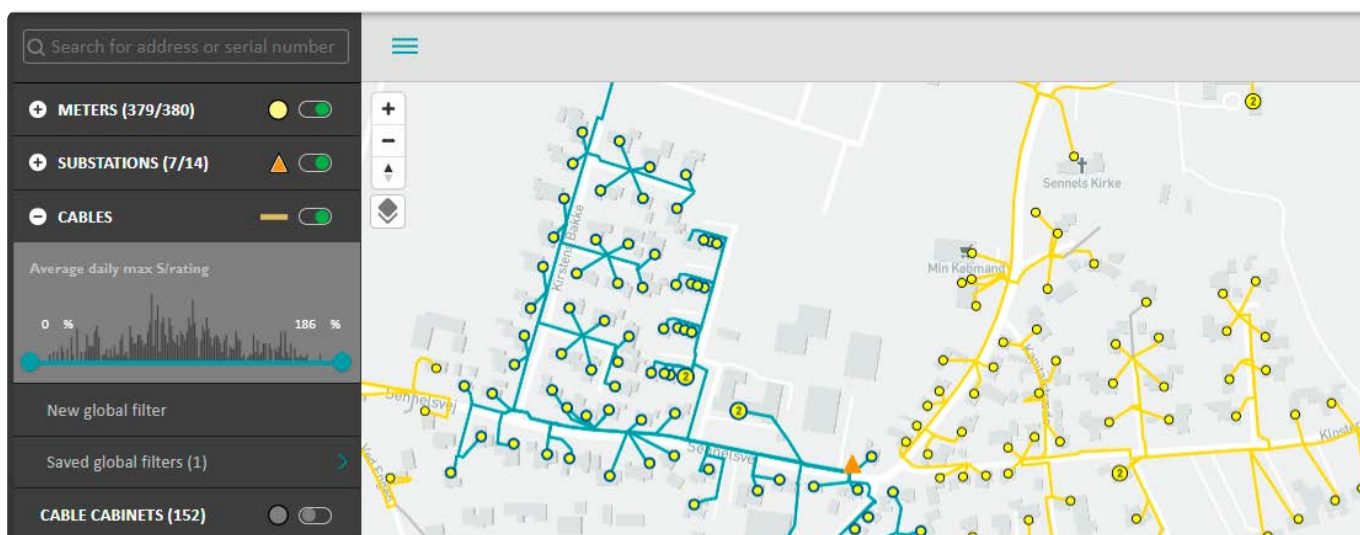 Search for address or serial number
METERS (379/380)
SUBSTATIONS (7/14)
CABLES
Average daily max S/rating
0 %
186 %
New global filter
Saved global filters (1)
CABLE CABINETS (152)
Kirstens Bakke
Sennels Kirke
Min Købmand
2
2
2
2
Sennelsvej
Sennelsvej
Ved Engen